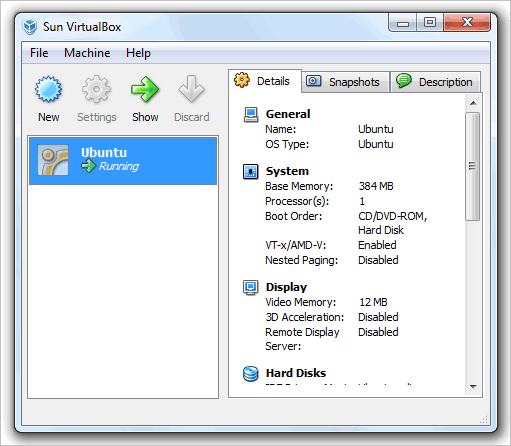 Sun VirtualBox
File Machine Help
New Settings Show Discard
Ubuntu
Running
Details Snapshots Description
General
Name: Ubuntu
OS Type: Ubuntu
System
Base Memory: 384 MB
Processor(s): 1
Boot Order: CD/DVD-ROM,
Hard Disk
VT-x/AMD-V: Enabled
Nested Paging: Disabled
Display
Video Memory: 12 MB
3D Acceleration: Disabled
Remote Display Disabled
Server:
Hard Disks